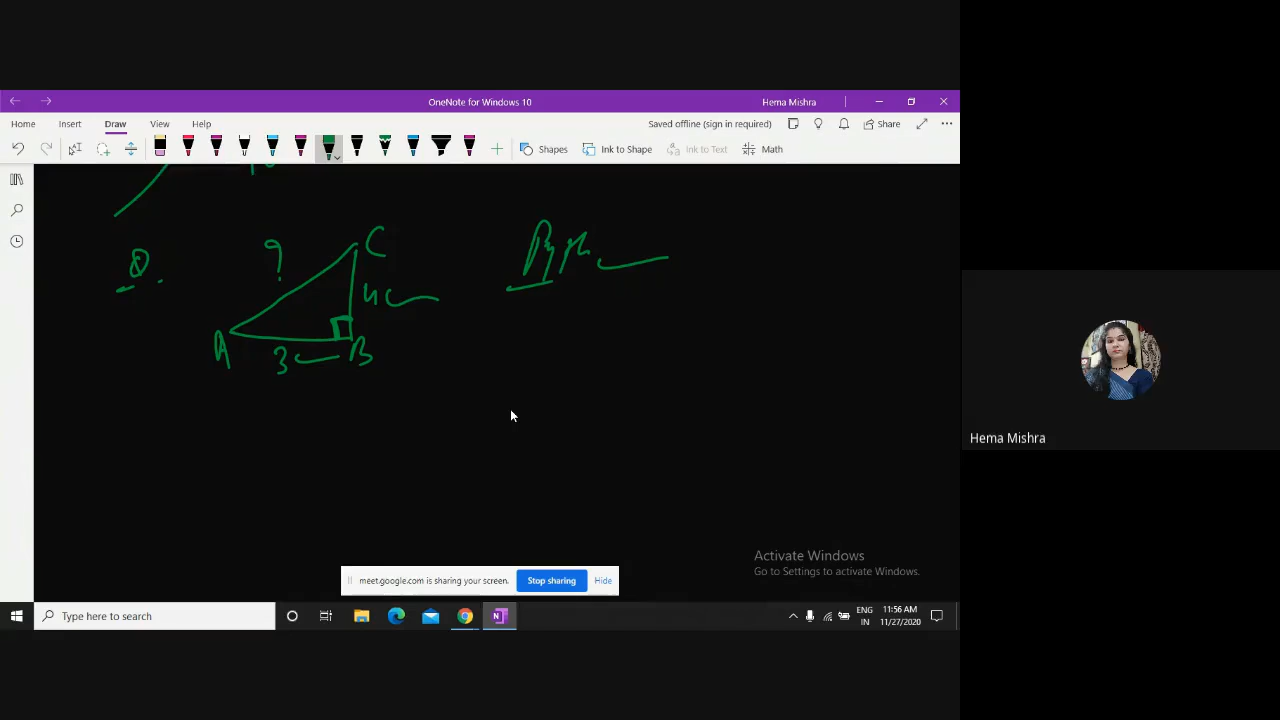 OneNote for Windows 10
Hema Mishra
Home Insert Draw View Help
Saved offline (sign in required)
Share
Shapes
Ink to Shape
Ink to Text
Math
Q.
?
C
4
A
3
B
Pyth
Activate Windows
Go to Settings to activate Windows.
meet.google.com is sharing your screen.
Stop sharing
Hide
Hema Mishra
Type here to search
ENG
IN
11:56 AM
11/27/2020